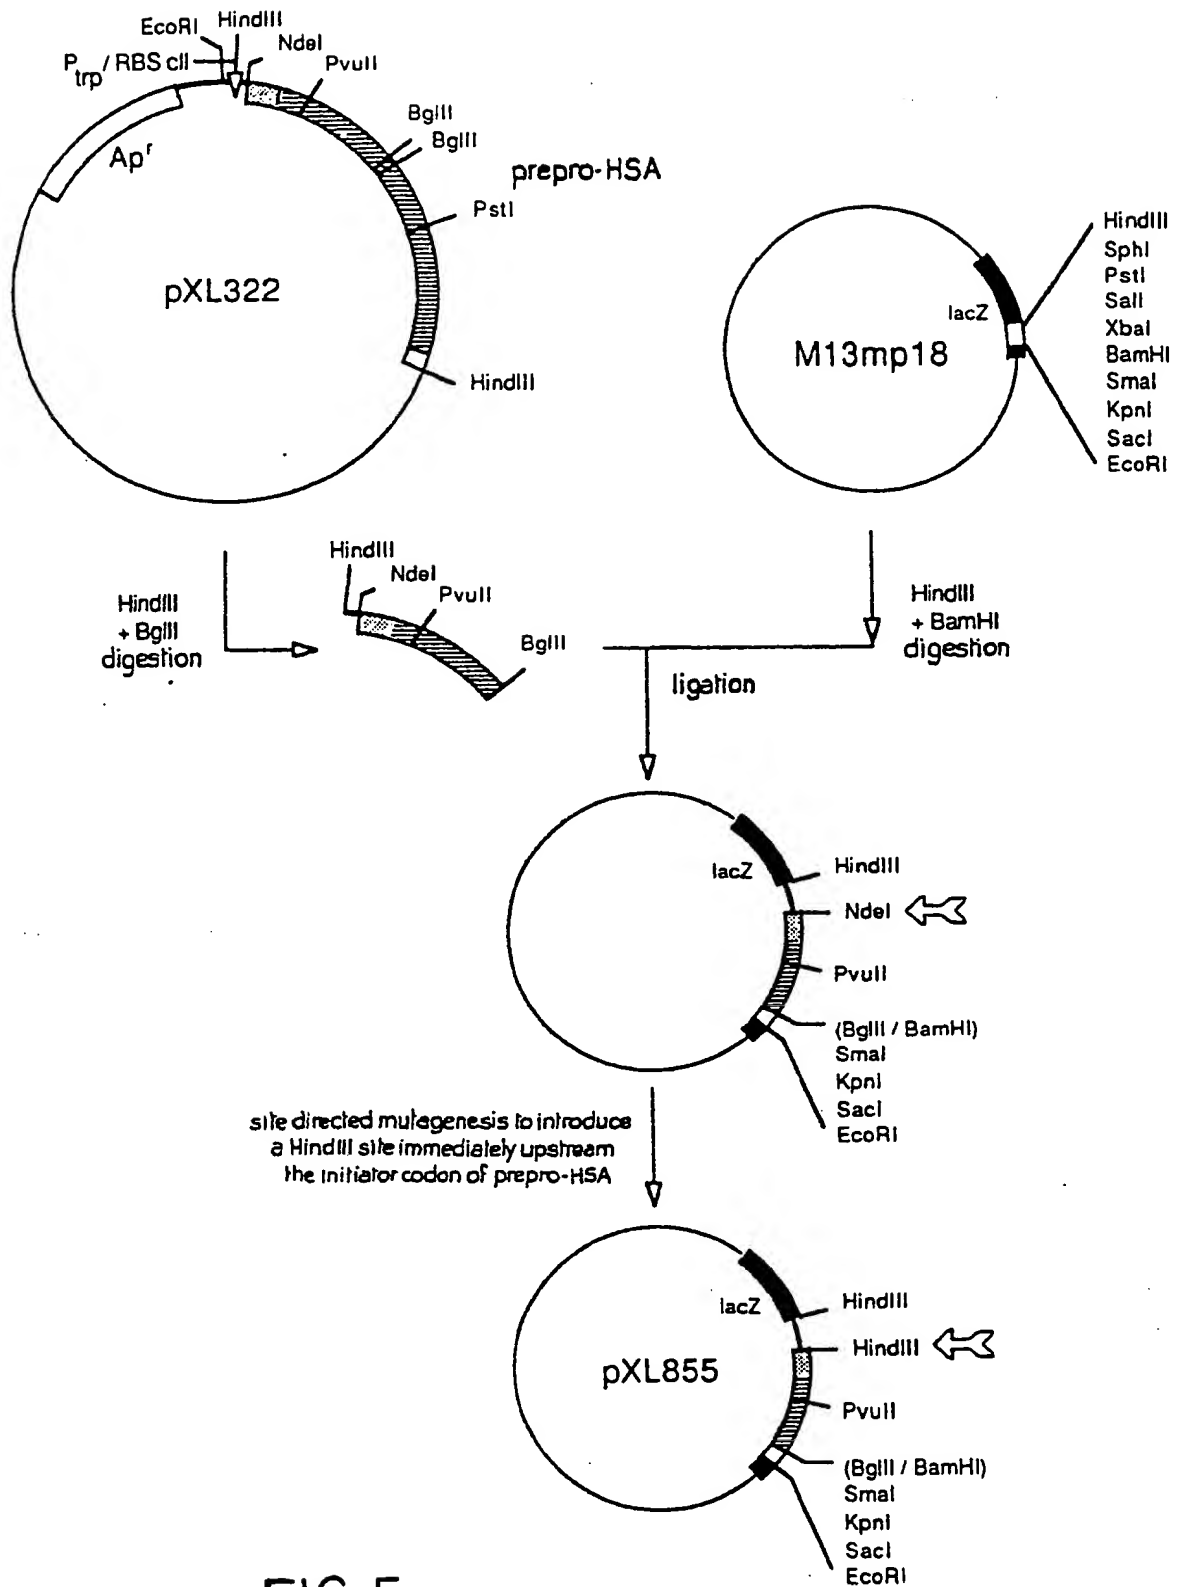 EcoRI
HindIII
P trp / RBS cII
NdeI
PvuII
BglII
BglII
Ap r
prepro-HSA
PstI
pXL322
HindIII
HindIII
SphI
PstI
SalI
XbaI
BamHI
SmaI
KpnI
SacI
EcoRI
lacZ
M13mp18
HindIII
+ BglII
digestion
HindIII
NdeI
PvuII
BglII
HindIII
+ BamHI
digestion
ligation
lacZ
HindIII
NdeI
PvuII
(BglII / BamHI)
SmaI
KpnI
SacI
EcoRI
site directed mutagenesis to introduce
a HindIII site immediately upstream
the initiator codon of prepro-HSA
lacZ
HindIII
HindIII
pXL855
PvuII
(BglII / BamHI)
SmaI
KpnI
SacI
EcoRI